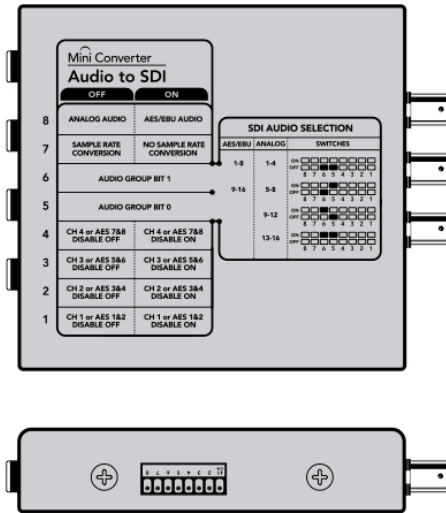 Mini Converter
Audio to SDI
OFF ON
8 ANALOG AUDIO AES/EBU AUDIO
7 SAMPLE RATE CONVERSION NO SAMPLE RATE CONVERSION
6 AUDIO GROUP BIT 1
5 AUDIO GROUP BIT 0
4 CH 4 or AES 7&8 DISABLE OFF CH 4 or AES 7&8 DISABLE ON
3 CH 3 or AES 5&6 DISABLE OFF CH 3 or AES 5&6 DISABLE ON
2 CH 2 or AES 3&4 DISABLE OFF CH 2 or AES 3&4 DISABLE ON
1 CH 1 or AES 1&2 DISABLE OFF CH 1 or AES 1&2 DISABLE ON
SDI AUDIO SELECTION
AES/EBU ANALOG SWITCHES
1-8 1-4 ON OFF
8 7 6 5 4 3 2 1
9-16 5-8 ON OFF
8 7 6 5 4 3 2 1
9-12 ON OFF
8 7 6 5 4 3 2 1
13-16 ON OFF
8 7 6 5 4 3 2 1
8 7 6 5 4 3 2 1